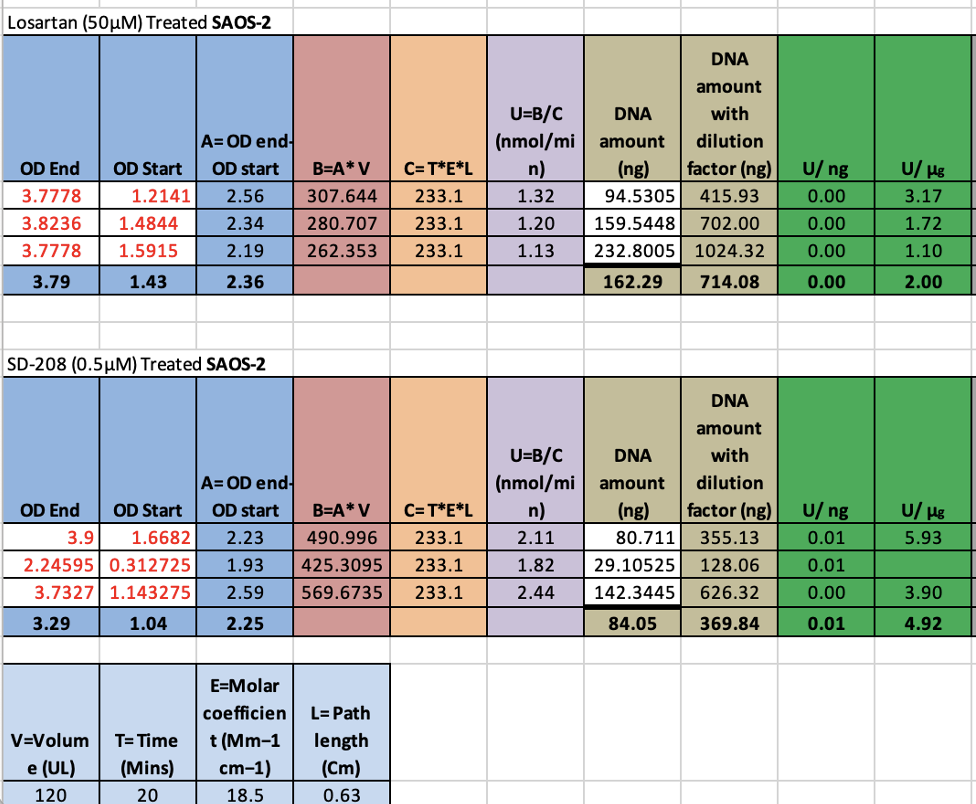 Losartan (50µM) Treated SAOS-2
OD End	OD Start	A= OD end-OD start	B=A* V	C= T*E*L	U=B/C (nmol/min)	DNA amount (ng)	DNA amount with dilution factor (ng)	U/ ng	U/ µg
3.7778	1.2141	2.56	307.644	233.1	1.32	94.5305	415.93	0.00	3.17
3.8236	1.4844	2.34	280.707	233.1	1.20	159.5448	702.00	0.00	1.72
3.7778	1.5915	2.19	262.353	233.1	1.13	232.8005	1024.32	0.00	1.10
3.79	1.43	2.36	162.29	714.08	0.00	2.00
SD-208 (0.5µM) Treated SAOS-2
OD End	OD Start	A= OD end-OD start	B=A* V	C= T*E*L	U=B/C (nmol/min)	DNA amount (ng)	DNA amount with dilution factor (ng)	U/ ng	U/ µg
3.9	1.6682	2.23	490.996	233.1	2.11	80.711	355.13	0.01	5.93
2.24595	0.312725	1.93	425.3095	233.1	1.82	29.10525	128.06	0.01
3.7327	1.143275	2.59	569.6735	233.1	2.44	142.3445	626.32	0.00	3.90
3.29	1.04	2.25	84.05	369.84	0.01	4.92
V=Volume (UL)	T= Time (Mins)	E=Molar coefficient (Mm−1 cm−1)	L= Path length (Cm)
120	20	18.5	0.63